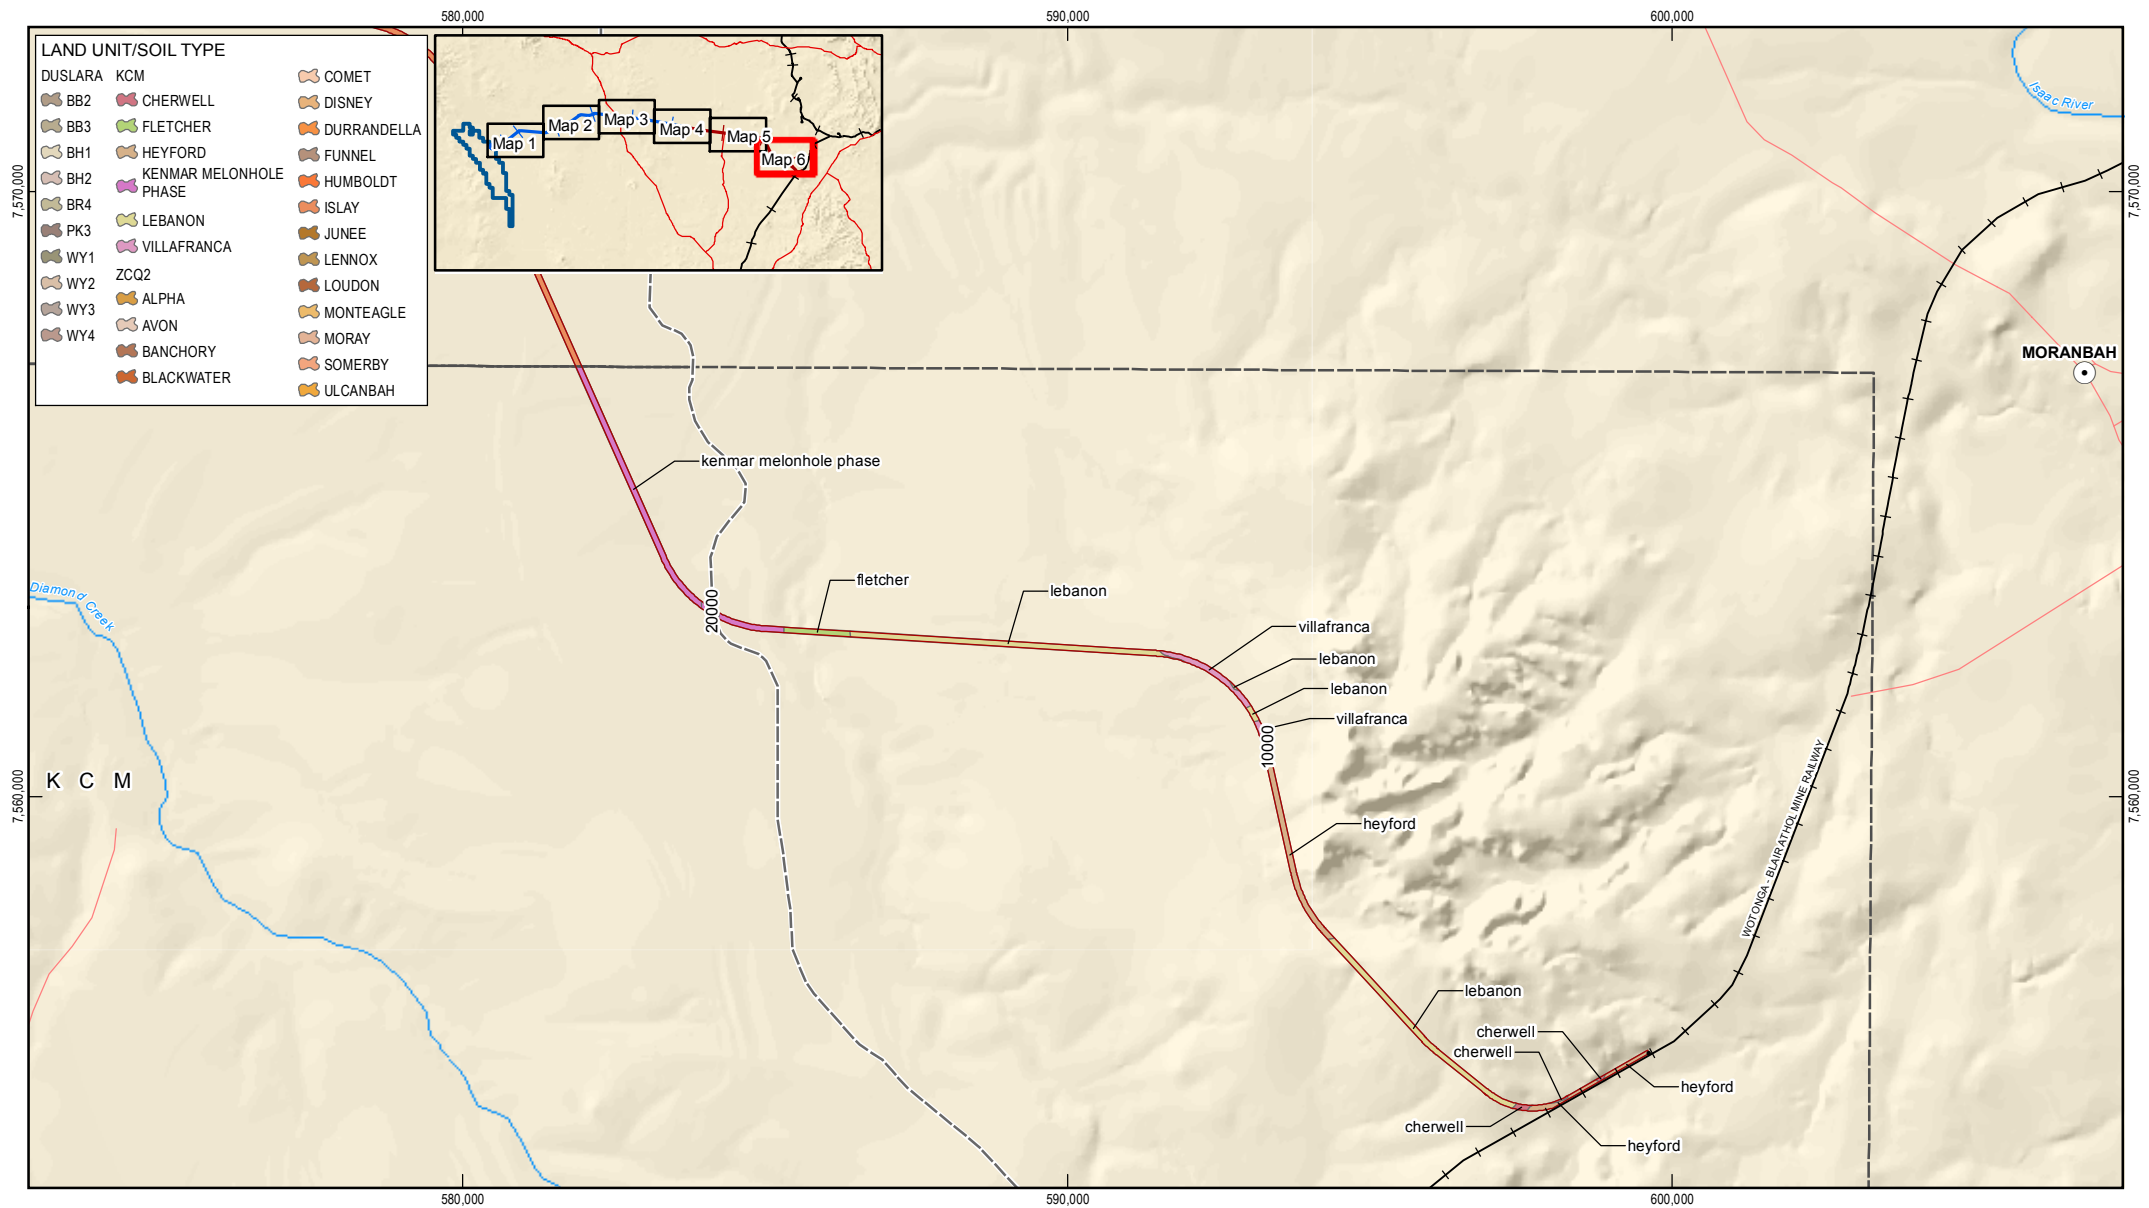 580,000
590,000
600,000
LAND UNIT/SOIL TYPE
DUSLARA
BB2
BB3
BH1
BH2
BR4
PK3
WY1
WY2
WY3
WY4
KCM
CHERWELL
FLETCHER
HEYFORD
KENMAR MELONHOLE
PHASE
LEBANON
VILLAFRANCA
ZCQ2
ALPHA
AVON
BANCHORY
BLACKWATER
COMET
DISNEY
DURRANDELLA
FUNNEL
HUMBOLDT
ISLAY
JUNEE
LENNOX
LOUDON
MONTEAGLE
MORAY
SOMERBY
ULCANBAH
Map 1
Map 2
Map 3
Map 4
Map 5
Map 6
Isaac River
7,570,000
7,570,000
MORANBAH
kenmar melonhole phase
Diamond Creek
20000
fletcher
lebanon
villafranca
lebanon
lebanon
villafranca
10000
K C M
7,560,000
7,560,000
heyford
WOTONGA - BLAIR ATHOL MINE RAILWAY
lebanon
cherwell
cherwell
heyford
cherwell
heyford
580,000
590,000
600,000